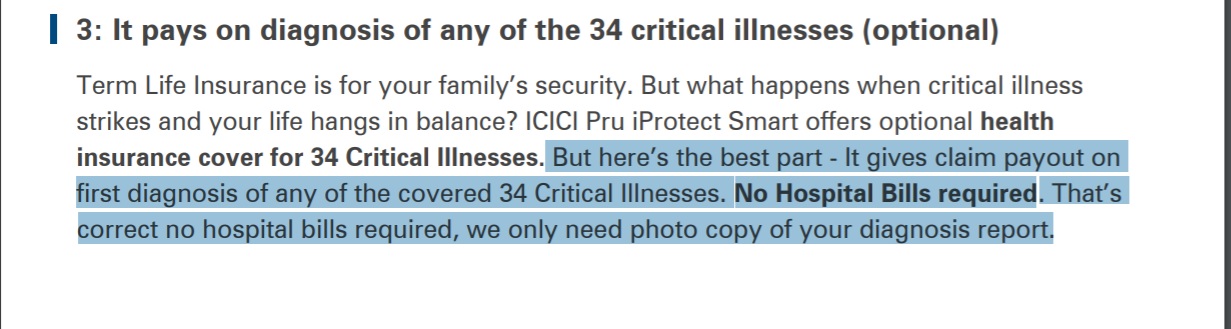 3: It pays on diagnosis of any of the 34 critical illnesses (optional)
Term Life Insurance is for your family’s security. But what happens when critical illness
strikes and your life hangs in balance? ICICI Pru iProtect Smart offers optional health
insurance cover for 34 Critical Illnesses. But here’s the best part - It gives claim payout on
first diagnosis of any of the covered 34 Critical Illnesses. No Hospital Bills required. That’s
correct no hospital bills required, we only need photo copy of your diagnosis report.